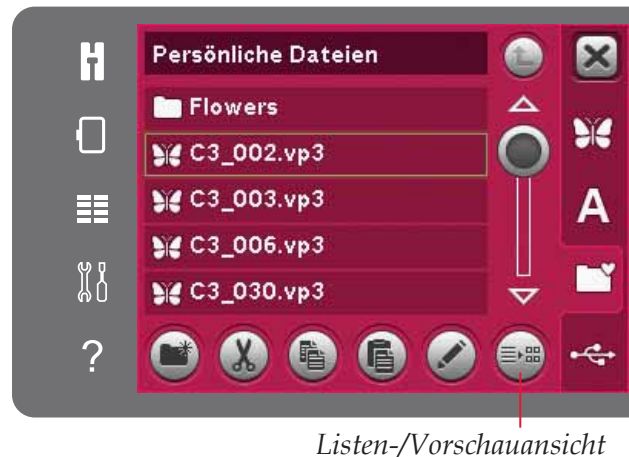 Persönliche Dateien
Flowers
C3_002.vp3
C3_003.vp3
A
C3_006.vp3
C3_030.vp3
?
Listen-/Vorschauansicht